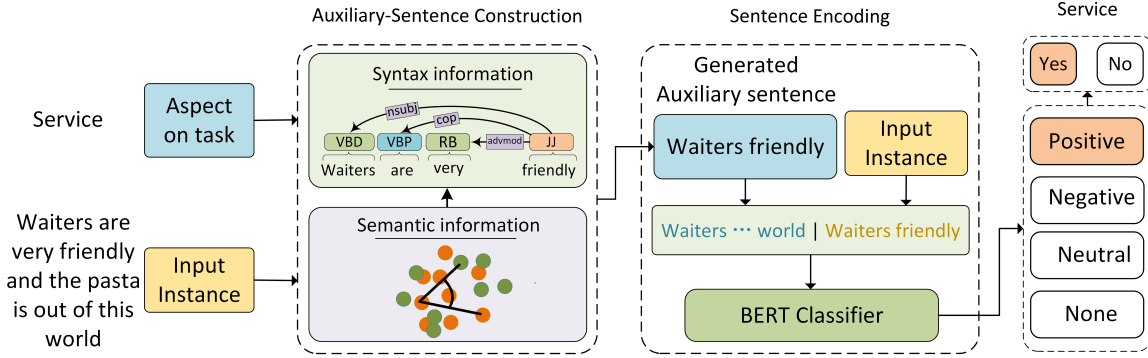 Auxiliary-Sentence Construction
Sentence Encoding
Service
Service
Aspect
on task
Waiters are
very friendly
and the pasta
is out of this
world
Input
Instance
Syntax information
nsubj
cop
advmod
VBD VBP RB JJ
Waiters are very friendly
Semantic information
Generated
Auxiliary sentence
Waiters friendly
Input
Instance
Waiters ··· world | Waiters friendly
BERT Classifier
Yes No
Positive
Negative
Neutral
None